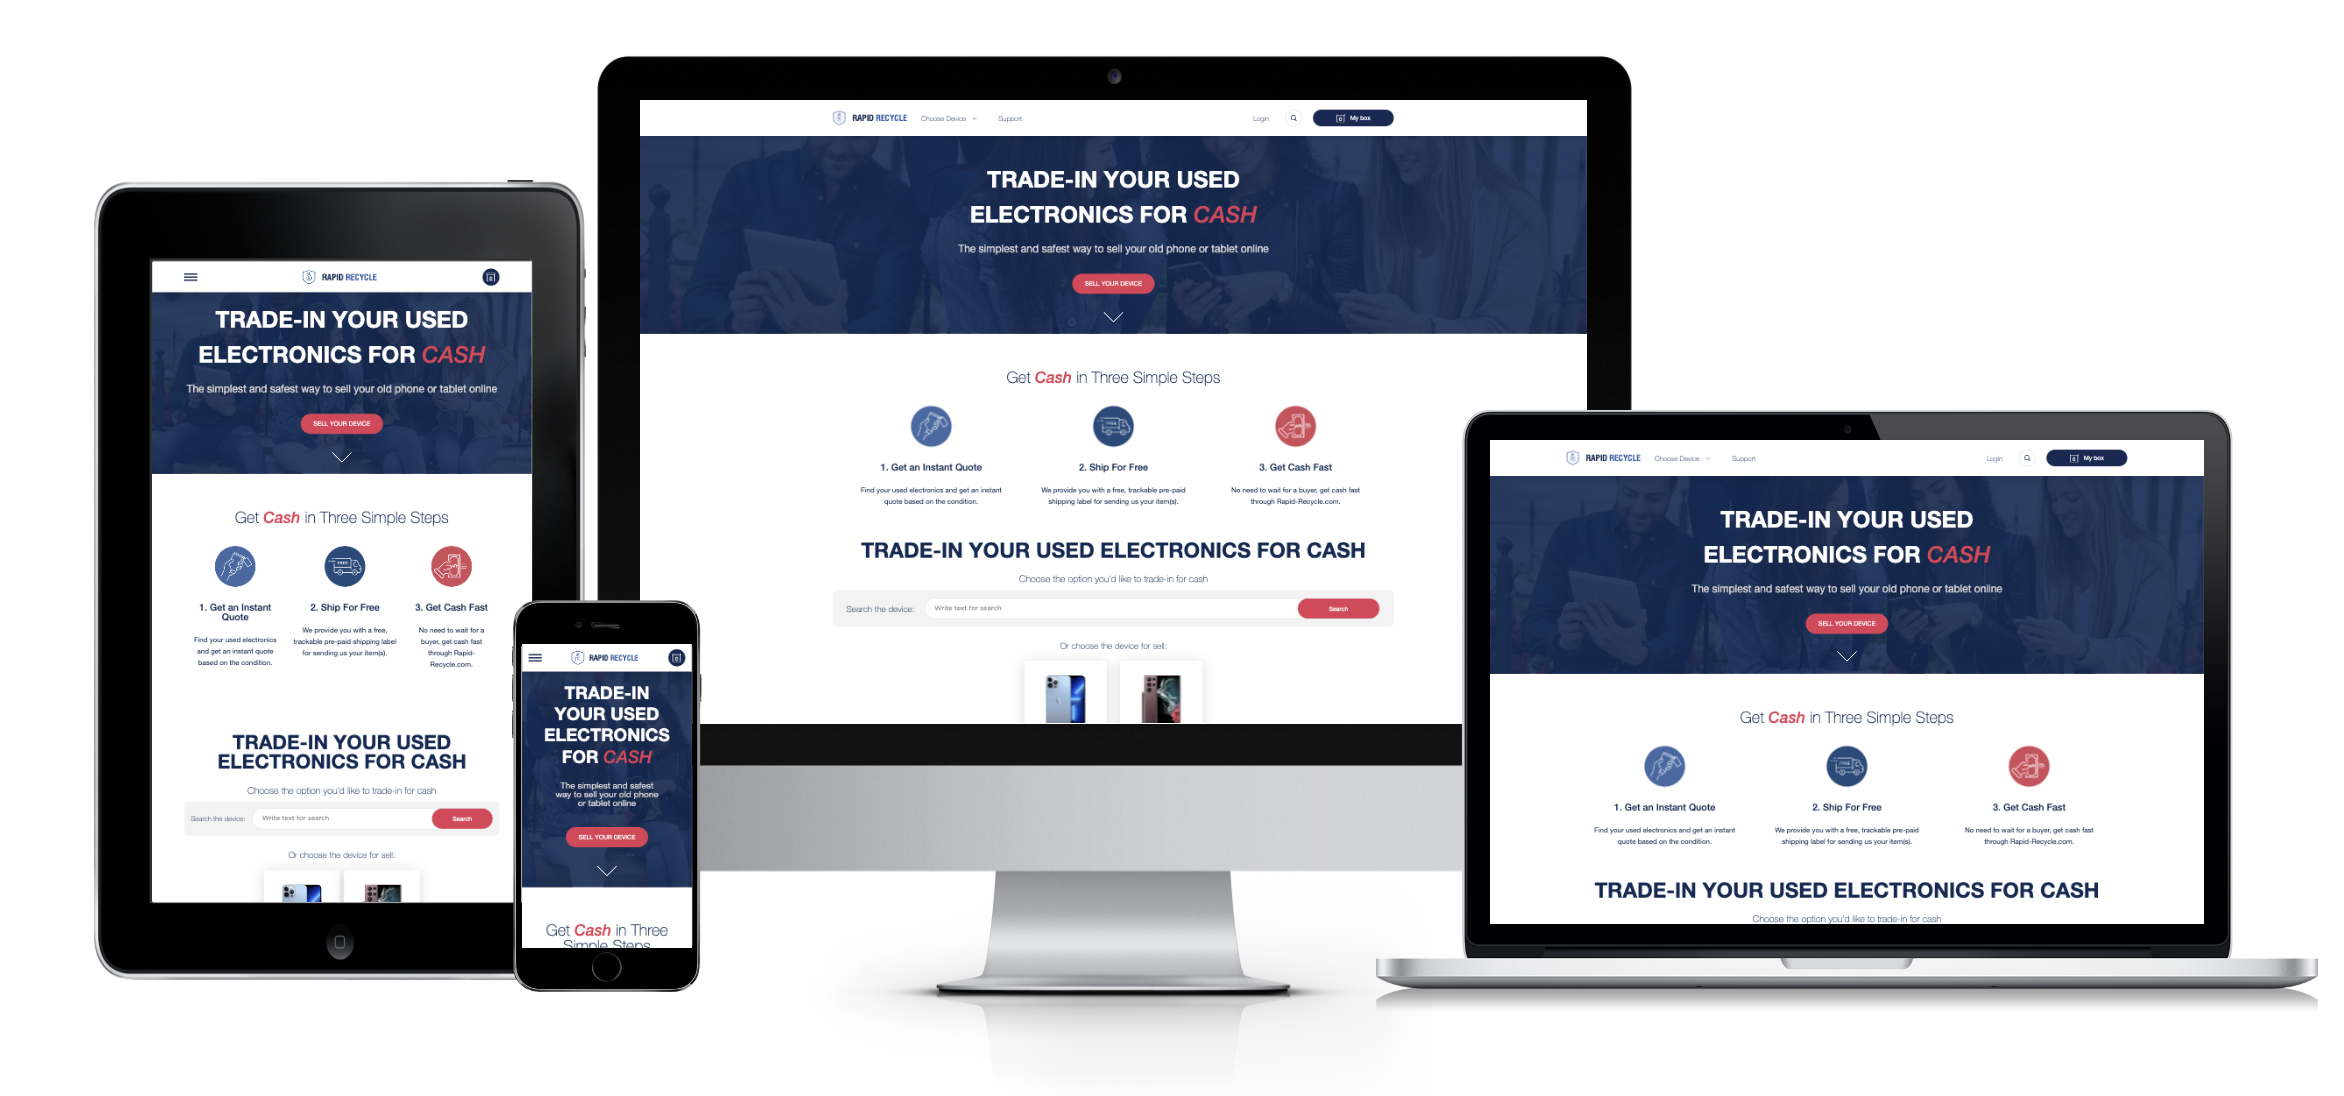 RAPID RECYCLE Choose Device Support Login My box
TRADE-IN YOUR USED
ELECTRONICS FOR CASH
The simplest and safest way to sell your old phone or tablet online
SELL YOUR DEVICE
Get Cash in Three Simple Steps
FREE
1. Get an Instant Quote 2. Ship For Free 3. Get Cash Fast
Find your used electronics and get an instant We provide you with a free, trackable pre-paid No need to wait for a buyer, get cash fast
quote based on the condition. shipping label for sending us your item(s). through Rapid-Recycle.com.
TRADE-IN YOUR USED ELECTRONICS FOR CASH
Choose the option you'd like to trade-in for cash
Search the device: Write text for search Search
Or choose the device for sell:
RAPID RECYCLE
TRADE-IN YOUR USED
ELECTRONICS FOR CASH
The simplest and safest way to sell your old phone or tablet online
SELL YOUR DEVICE
Get Cash in Three Simple Steps
FREE
1. Get an Instant 2. Ship For Free 3. Get Cash Fast
Quote
Find your used electronics We provide you with a free, No need to wait for a
and get an instant quote trackable pre-paid shipping label buyer, get cash fast
based on the condition. for sending us your item(s). through Rapid-
Recycle.com.
TRADE-IN YOUR USED
ELECTRONICS FOR CASH
Choose the option you'd like to trade-in for cash
Search the device: Write text for search Search
Or choose the device for sell:
RAPID RECYCLE
TRADE-IN
YOUR USED
ELECTRONICS
FOR CASH
The simplest and safest
way to sell your old phone
or tablet online
SELL YOUR DEVICE
Get Cash in Three
Simple Steps
RAPID RECYCLE Choose Device Support Login My box
TRADE-IN YOUR USED
ELECTRONICS FOR CASH
The simplest and safest way to sell your old phone or tablet online
SELL YOUR DEVICE
Get Cash in Three Simple Steps
FREE
1. Get an Instant Quote 2. Ship For Free 3. Get Cash Fast
Find your used electronics and get an instant We provide you with a free, trackable pre-paid No need to wait for a buyer, get cash fast
quote based on the condition. shipping label for sending us your item(s). through Rapid-Recycle.com.
TRADE-IN YOUR USED ELECTRONICS FOR CASH
Choose the option you'd like to trade-in for cash